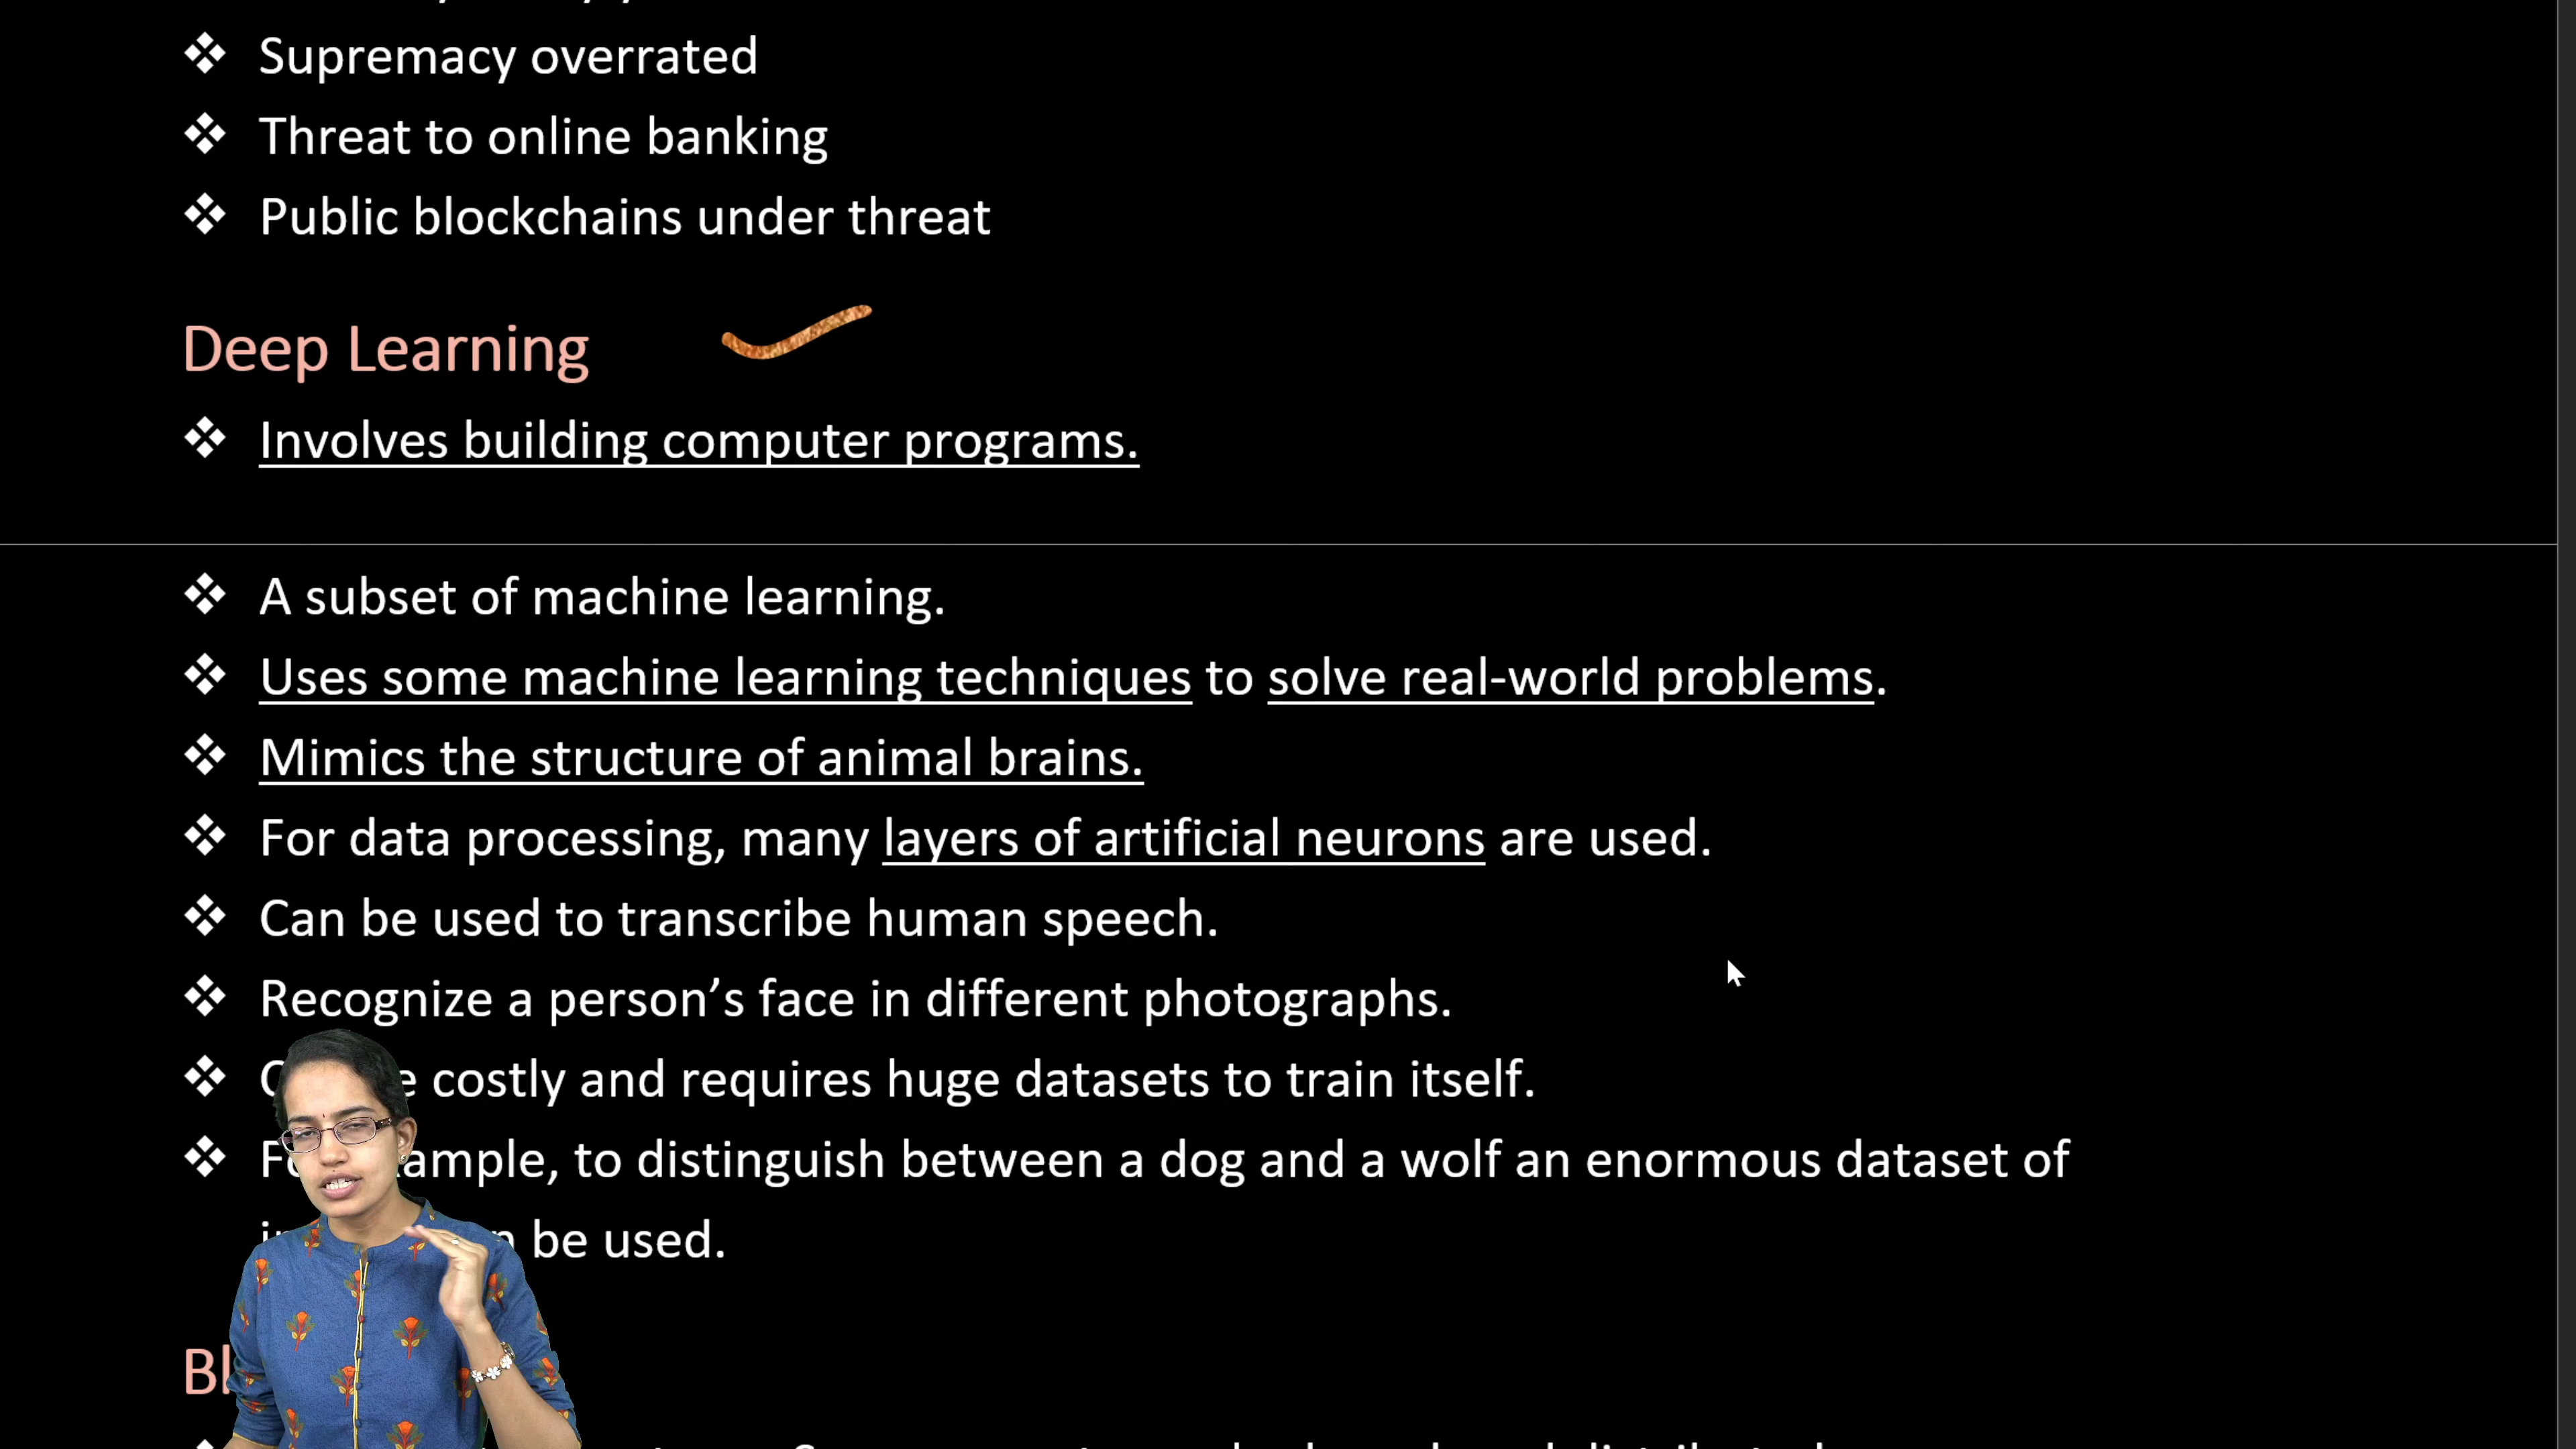 ❖ Supremacy overrated
❖ Threat to online banking
❖ Public blockchains under threat
Deep Learning
❖ Involves building computer programs.
❖ A subset of machine learning.
❖ Uses some machine learning techniques to solve real-world problems.
❖ Mimics the structure of animal brains.
❖ For data processing, many layers of artificial neurons are used.
❖ Can be used to transcribe human speech.
❖ Recognize a person’s face in different photographs.
❖ costly and requires huge datasets to train itself.
❖ to distinguish between a dog and a wolf an enormous dataset of
be used.